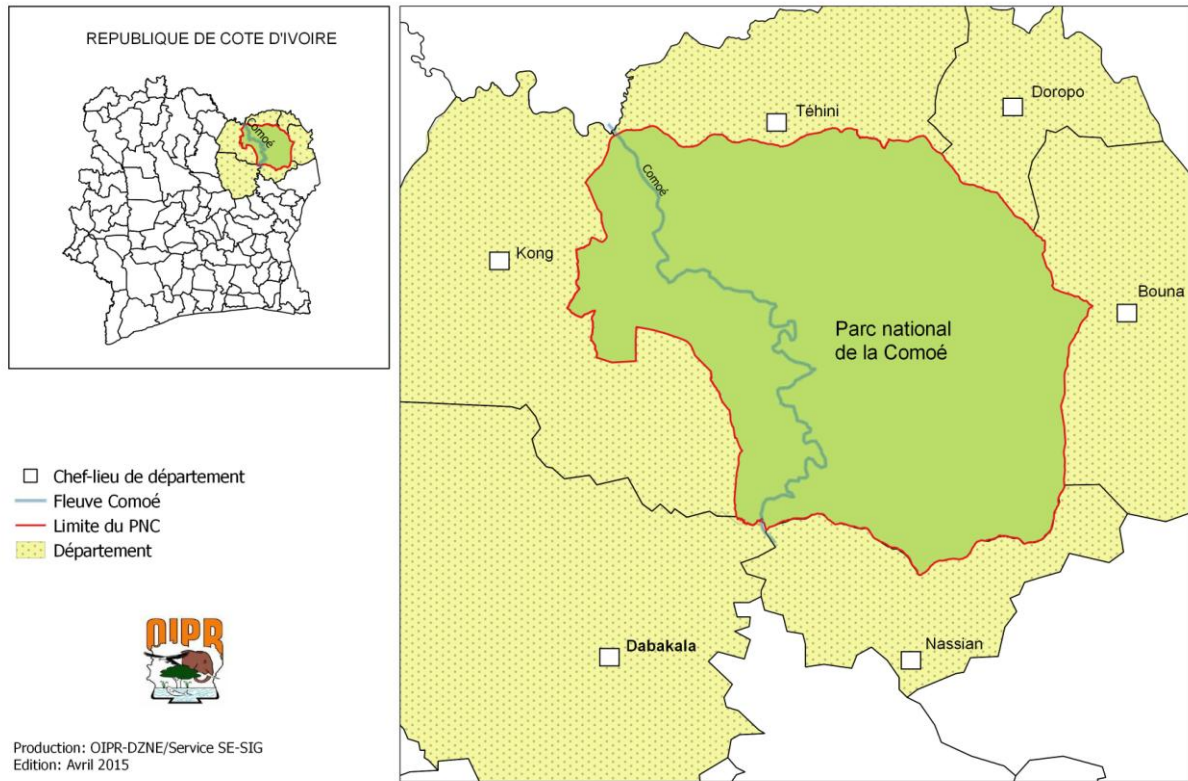 REPUBLIQUE DE COTE D'IVOIRE
Comoé
Chef-lieu de département
Fleuve Comoé
Limite du PNC
Département
OIPR
Production: OIPR-DZNE/Service SE-SIG
Edition: Avril 2015
Doropo
Téhini
Comoé
Kong
Bouna
Parc national
de la Comoé
Dabakala
Nassian